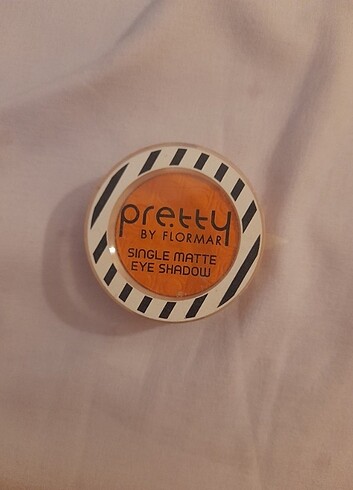 pretty
BY FLORMAR
SINGLE MATTE
EYE SHADOW